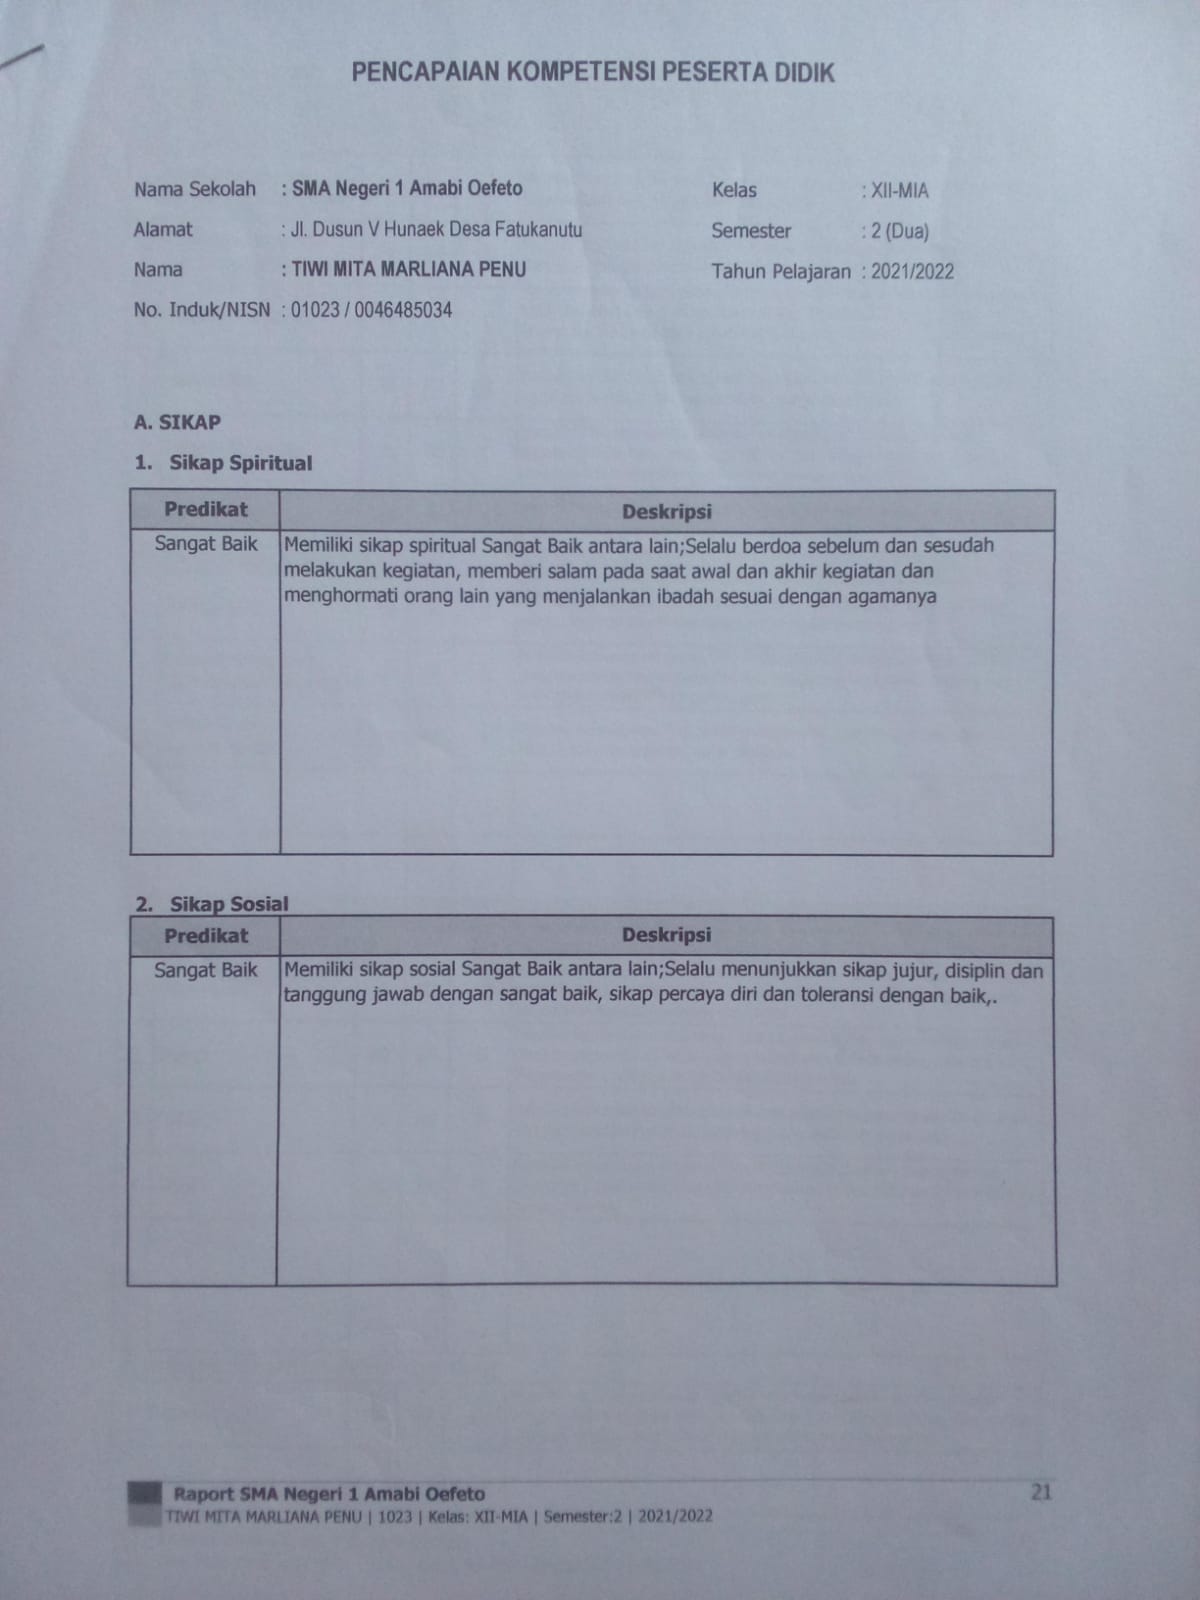 PENCAPAIAN KOMPETENSI PESERTA DIDIK
Nama Sekolah : SMA Negeri 1 Amabi Oefeto
Kelas : XII-MIA
Alamat : Jl. Dusun V Hunaek Desa Fatukanutu
Semester : 2 (Dua)
Nama : TIWI MITA MARLIANA PENU
Tahun Pelajaran : 2021/2022
No. Induk/NISN : 01023 / 0046485034
A. SIKAP
1. Sikap Spiritual
Predikat Deskripsi
Sangat Baik Memiliki sikap spiritual Sangat Baik antara lain;Selalu berdoa sebelum dan sesudah
melakukan kegiatan, memberi salam pada saat awal dan akhir kegiatan dan
menghormati orang lain yang menjalankan ibadah sesuai dengan agamanya
2. Sikap Sosial
Predikat Deskripsi
Sangat Baik Memiliki sikap sosial Sangat Baik antara lain;Selalu menunjukkan sikap jujur, disiplin dan
tanggung jawab dengan sangat baik, sikap percaya diri dan toleransi dengan baik,.
Raport SMA Negeri 1 Amabi Oefeto 21
TIWI MITA MARLIANA PENU | 1023 | Kelas: XII-MIA | Semester:2 | 2021/2022